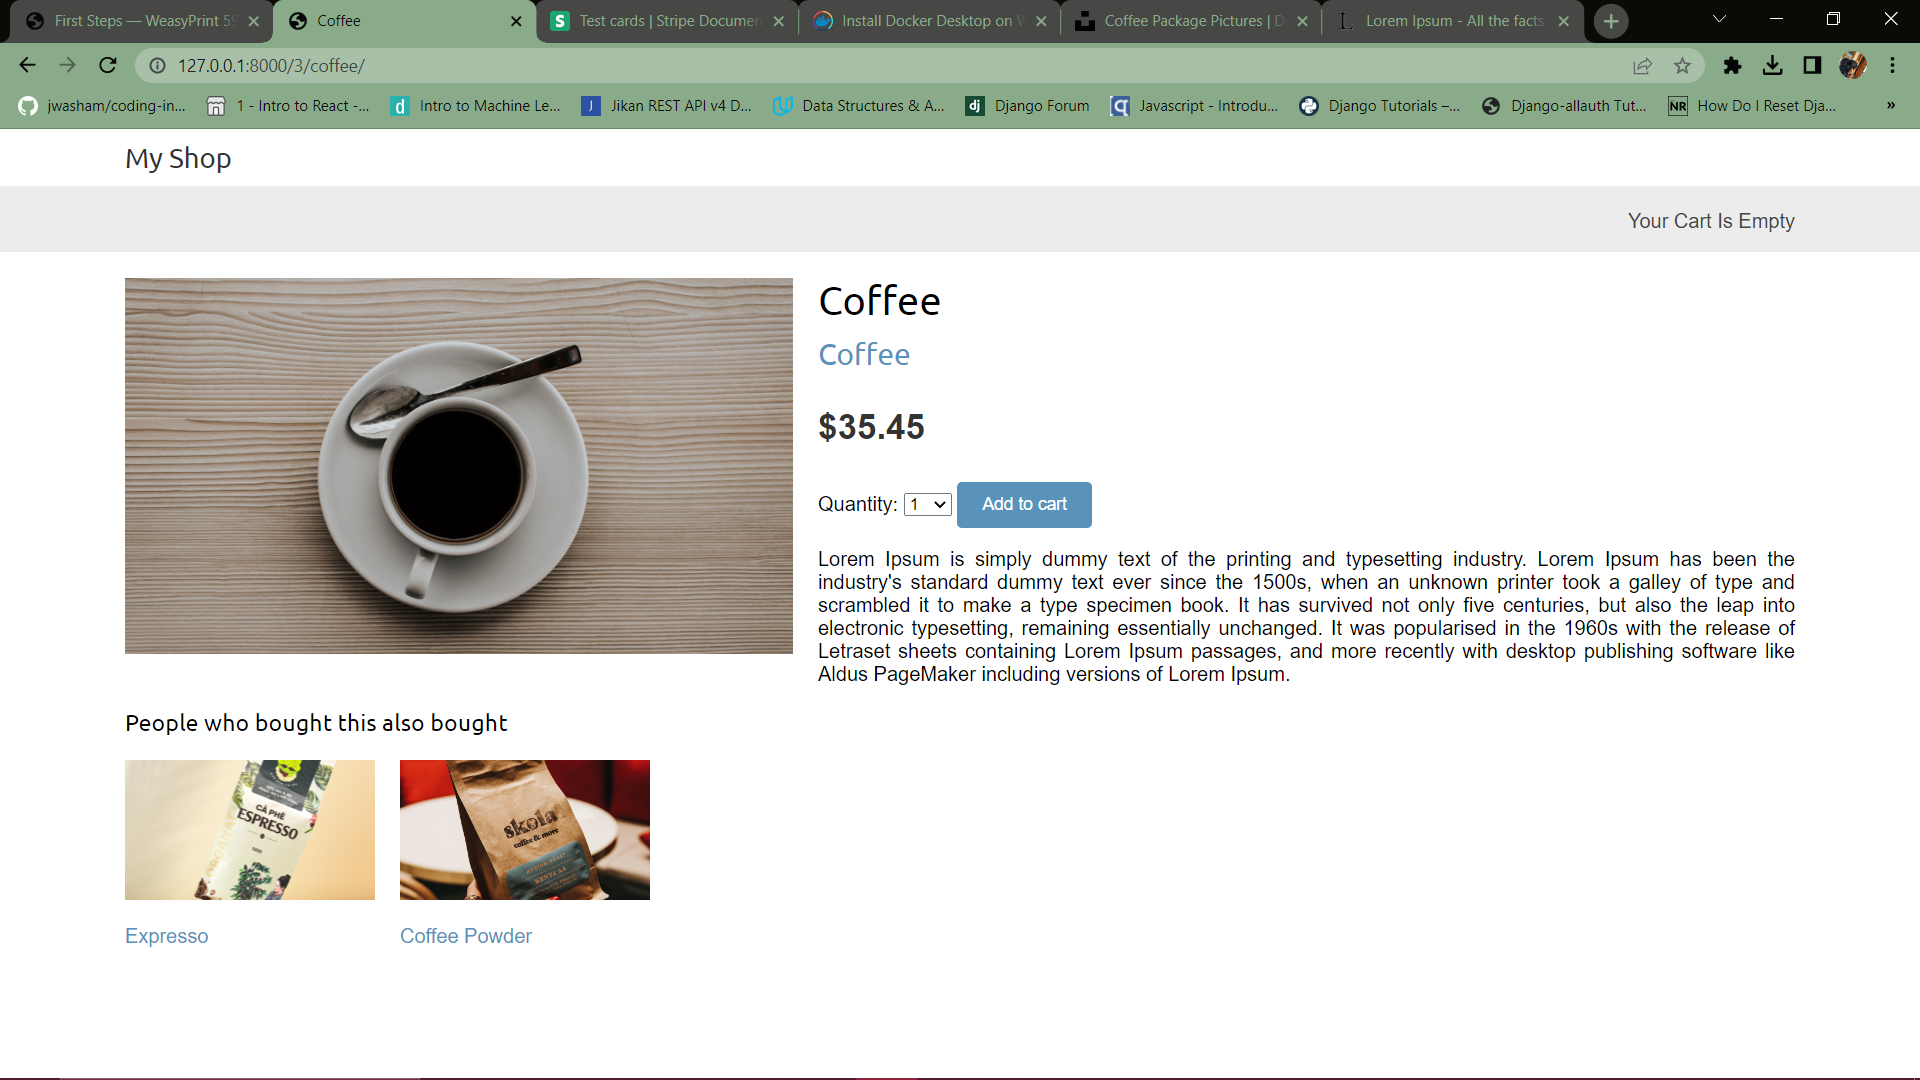 First Steps — WeasyPrint 59
Coffee
Test cards | Stripe Documen
Install Docker Desktop on W
Coffee Package Pictures | D
Lorem Ipsum - All the facts
127.0.0.1:8000/3/coffee/
jwasham/coding-in...
1 - Intro to React -...
Intro to Machine Le...
Jikan REST API v4 D...
Data Structures & A...
Django Forum
Javascript - Introdu...
Django Tutorials –...
Django-allauth Tut...
How Do I Reset Dja...
My Shop
Your Cart Is Empty
Coffee
Coffee
$35.45
Quantity: 1 Add to cart
Lorem Ipsum is simply dummy text of the printing and typesetting industry. Lorem Ipsum has been the
industry's standard dummy text ever since the 1500s, when an unknown printer took a galley of type and
scrambled it to make a type specimen book. It has survived not only five centuries, but also the leap into
electronic typesetting, remaining essentially unchanged. It was popularised in the 1960s with the release of
Letraset sheets containing Lorem Ipsum passages, and more recently with desktop publishing software like
Aldus PageMaker including versions of Lorem Ipsum.
People who bought this also bought
CÀ PHÊ
ESPRESSO
skola
coffee & more
MEDIUM ROAST
KENYA AA
Expresso
Coffee Powder